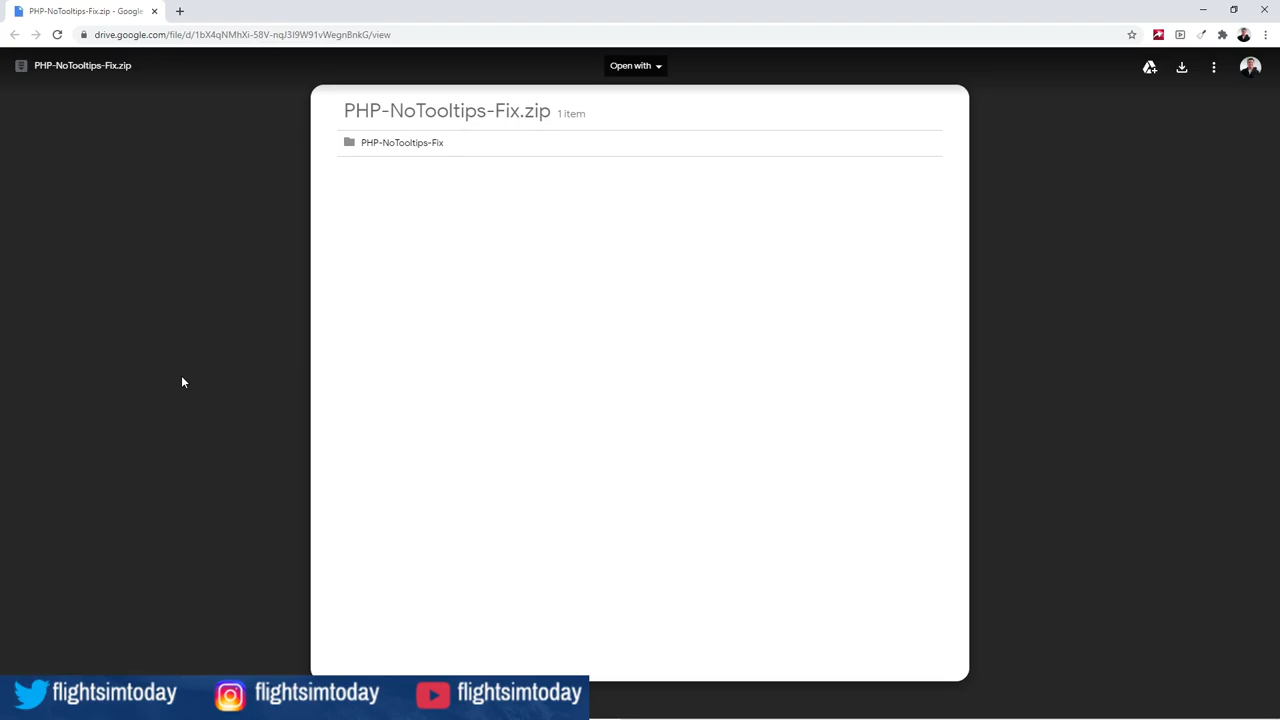 PHP-NoTooltips-Fix.zip - Google
drive.google.com/file/d/1bX4qNMhXi-58V-nqJ3I9W91vWegnBnkG/view
PHP-NoTooltips-Fix.zip
Open with
PHP-NoTooltips-Fix.zip 1 item
PHP-NoTooltips-Fix
flightsimtoday flightsimtoday flightsimtoday